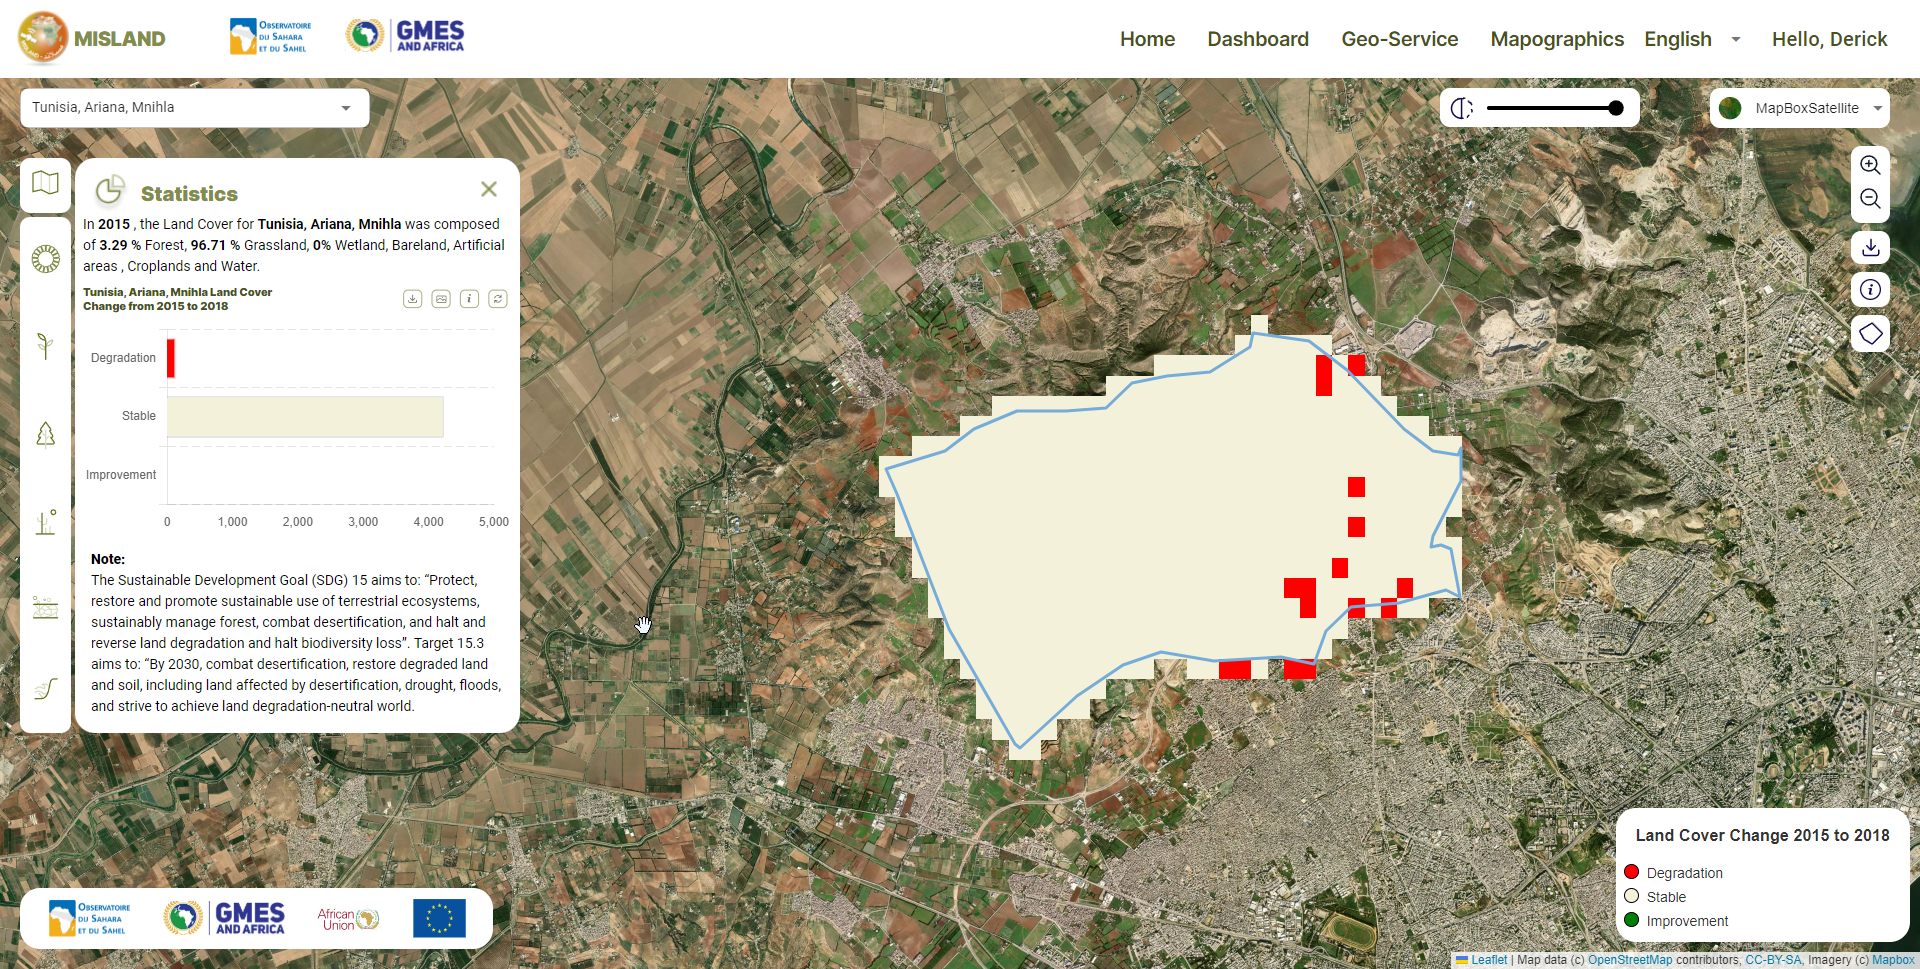 MISLAND
OBSERVATOIRE
DU SAHARA
ET DU SAHEL
GMES
AND AFRICA
Home
Dashboard
Geo-Service
Mapographics
English
Hello, Derick
Tunisia, Ariana, Mnihla
MapBoxSatellite
Statistics
In 2015 , the Land Cover for Tunisia, Ariana, Mnihla was composed
of 3.29 % Forest, 96.71 % Grassland, 0% Wetland, Bareland, Artificial
areas , Croplands and Water.
Tunisia, Ariana, Mnihla Land Cover
Change from 2015 to 2018
Degradation
Stable
Improvement
0 1,000 2,000 3,000 4,000 5,000
Note:
The Sustainable Development Goal (SDG) 15 aims to: “Protect,
restore and promote sustainable use of terrestrial ecosystems,
sustainably manage forest, combat desertification, and halt and
reverse land degradation and halt biodiversity loss”. Target 15.3
aims to: “By 2030, combat desertification, restore degraded land
and soil, including land affected by desertification, drought, floods,
and strive to achieve land degradation-neutral world.
Land Cover Change 2015 to 2018
Degradation
Stable
Improvement
OBSERVATOIRE
DU SAHARA
ET DU SAHEL
GMES
AND AFRICA
African
Union
Leaflet | Map data (c) OpenStreetMap contributors, CC-BY-SA, Imagery (c) Mapbox